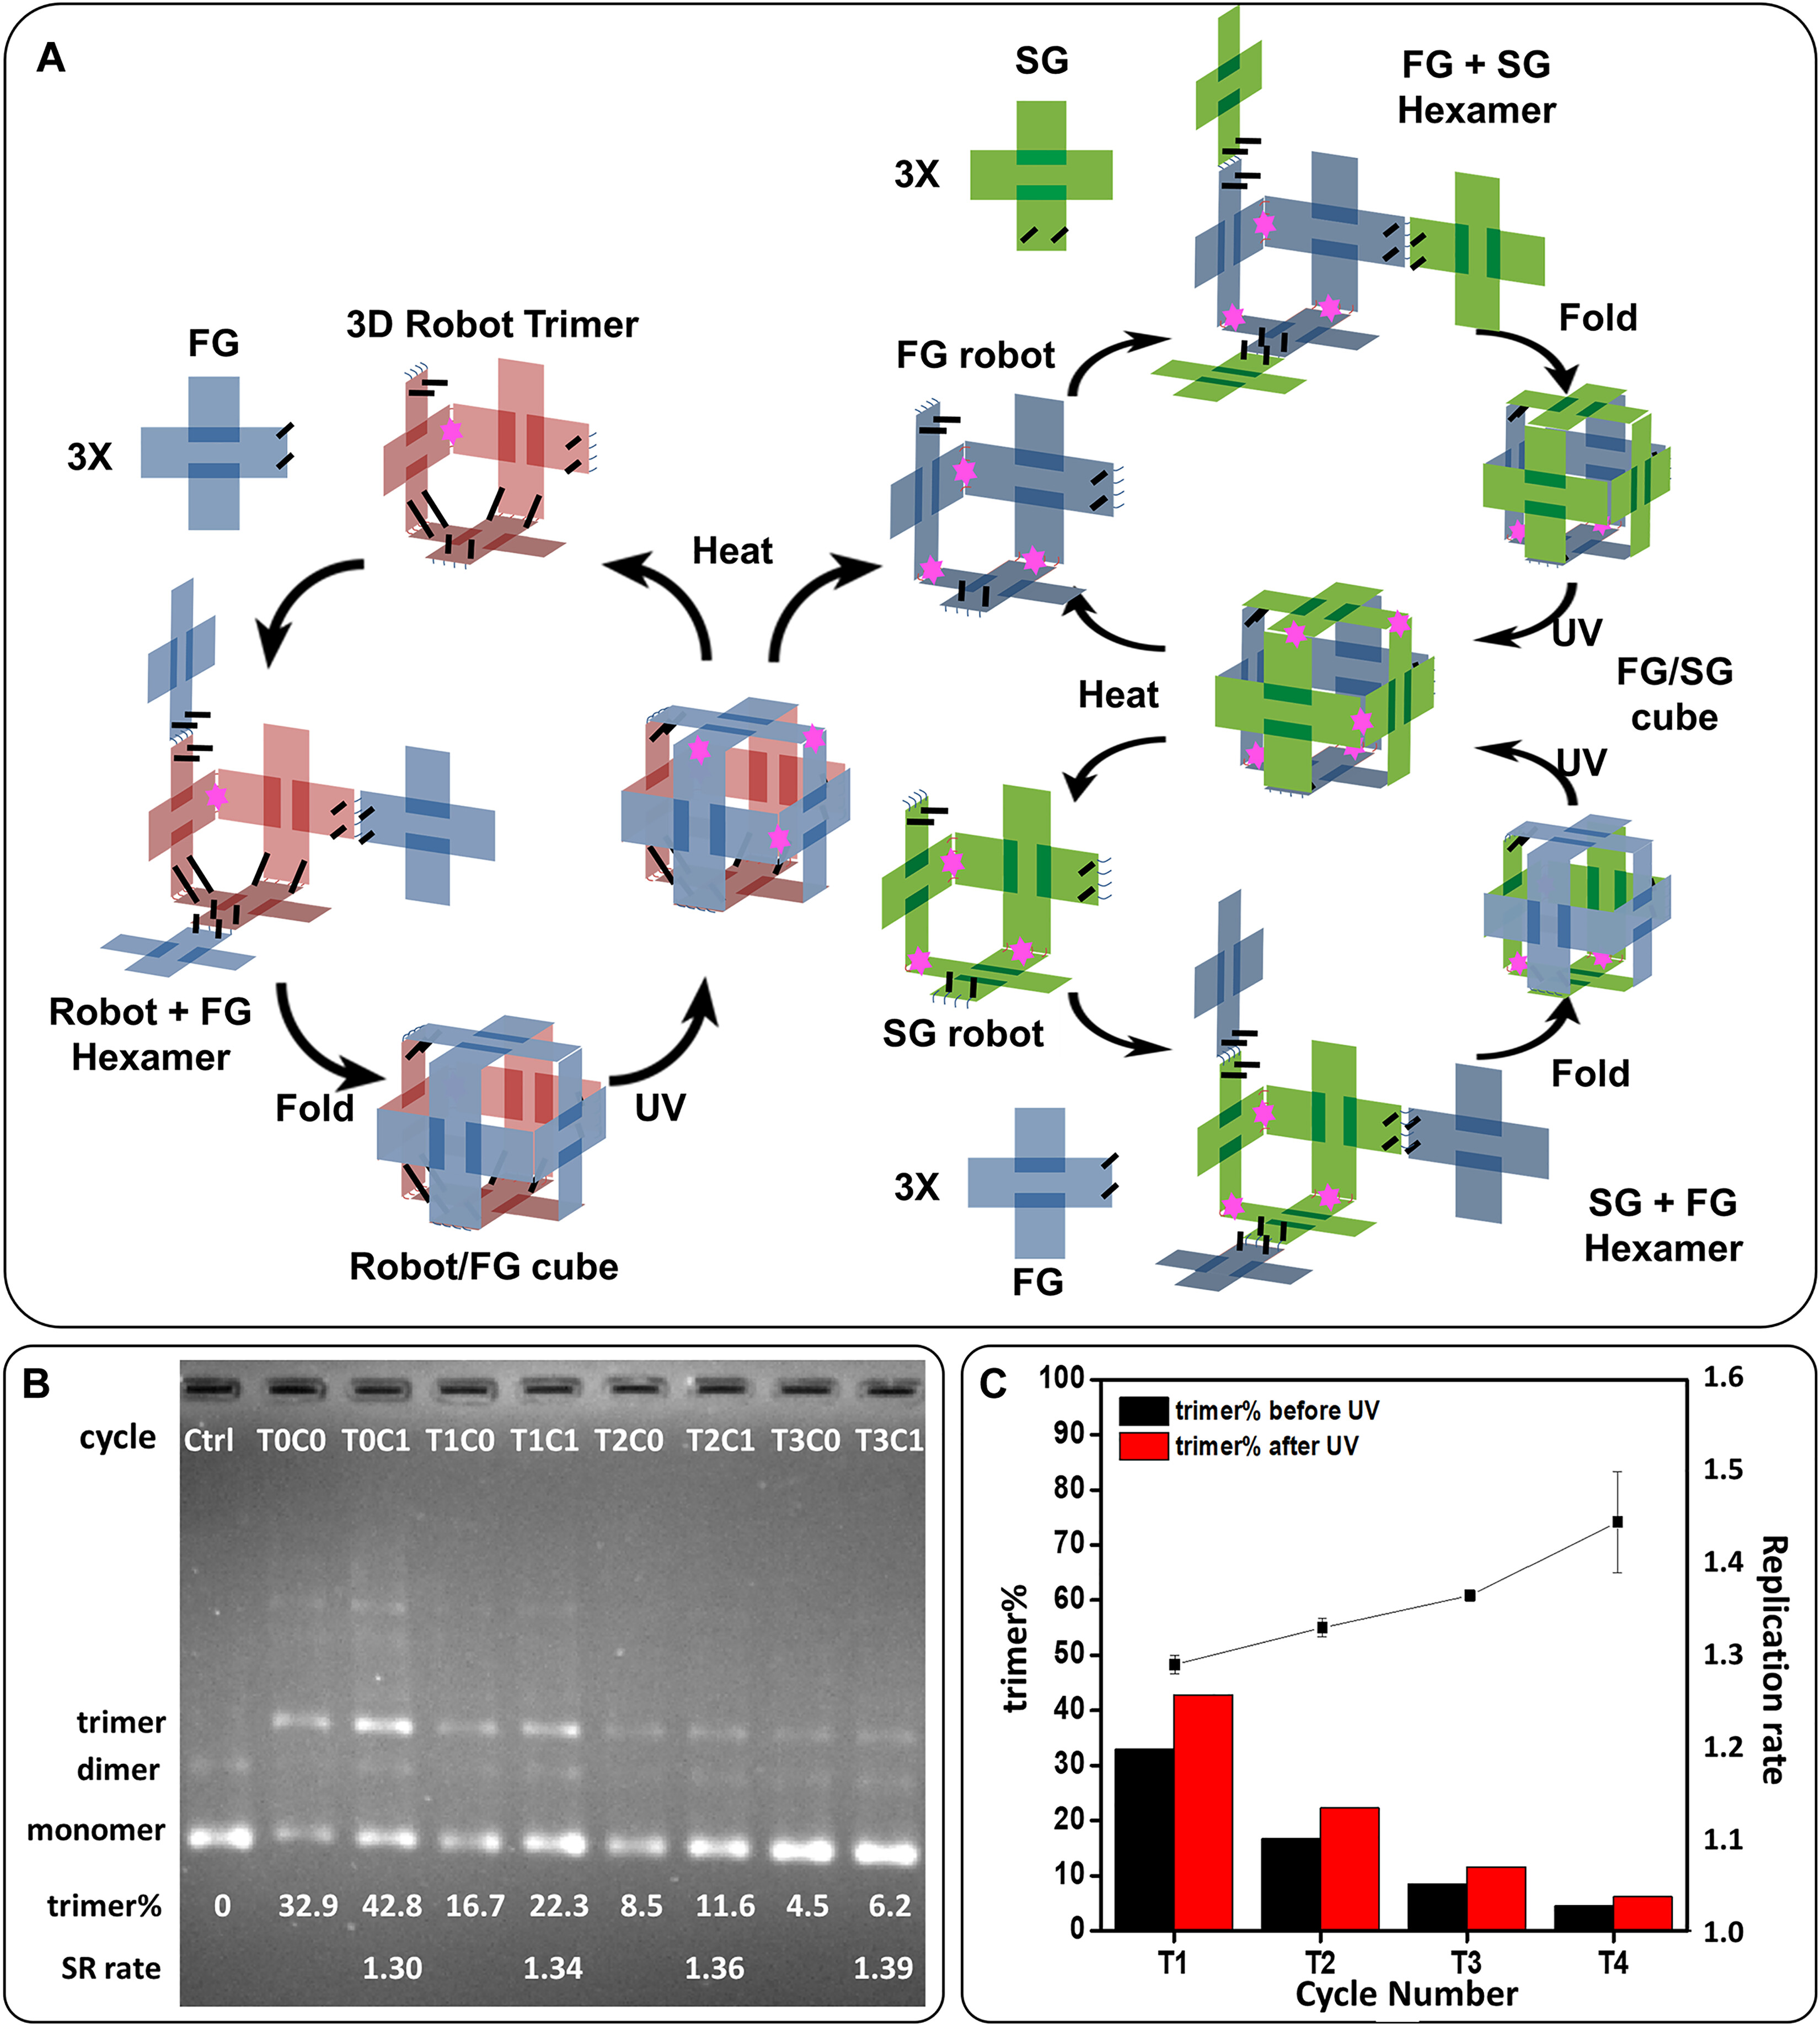 A
SG
3X
FG + SG
Hexamer
Fold
FG
3X
3D Robot Trimer
FG robot
Heat
UV
FG/SG
cube
Heat
UV
Robot + FG
Hexamer
Fold
UV
Robot/FG cube
SG robot
3X
FG
Fold
SG + FG
Hexamer
B
cycle Ctrl T0C0 T0C1 T1C0 T1C1 T2C0 T2C1 T3C0 T3C1
trimer
dimer
monomer
trimer% 0 32.9 42.8 16.7 22.3 8.5 11.6 4.5 6.2
SR rate 1.30 1.34 1.36 1.39
C
trimer% before UV
trimer% after UV
100
90
80
70
60
50
40
30
20
10
0
trimer%
1.6
1.5
1.4
1.3
1.2
1.1
1.0
Replication rate
T1 T2 T3 T4
Cycle Number